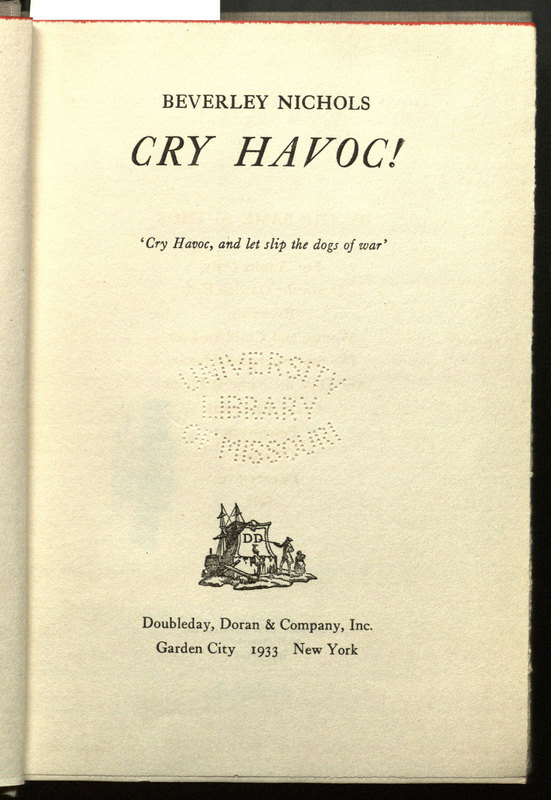 BEVERLEY NICHOLS
CRY HAVOC!
‘Cry Havoc, and let slip the dogs of war’
UNIVERSITY
LIBRARY
OF MISSOURI
DD
Doubleday, Doran & Company, Inc.
Garden City 1933 New York